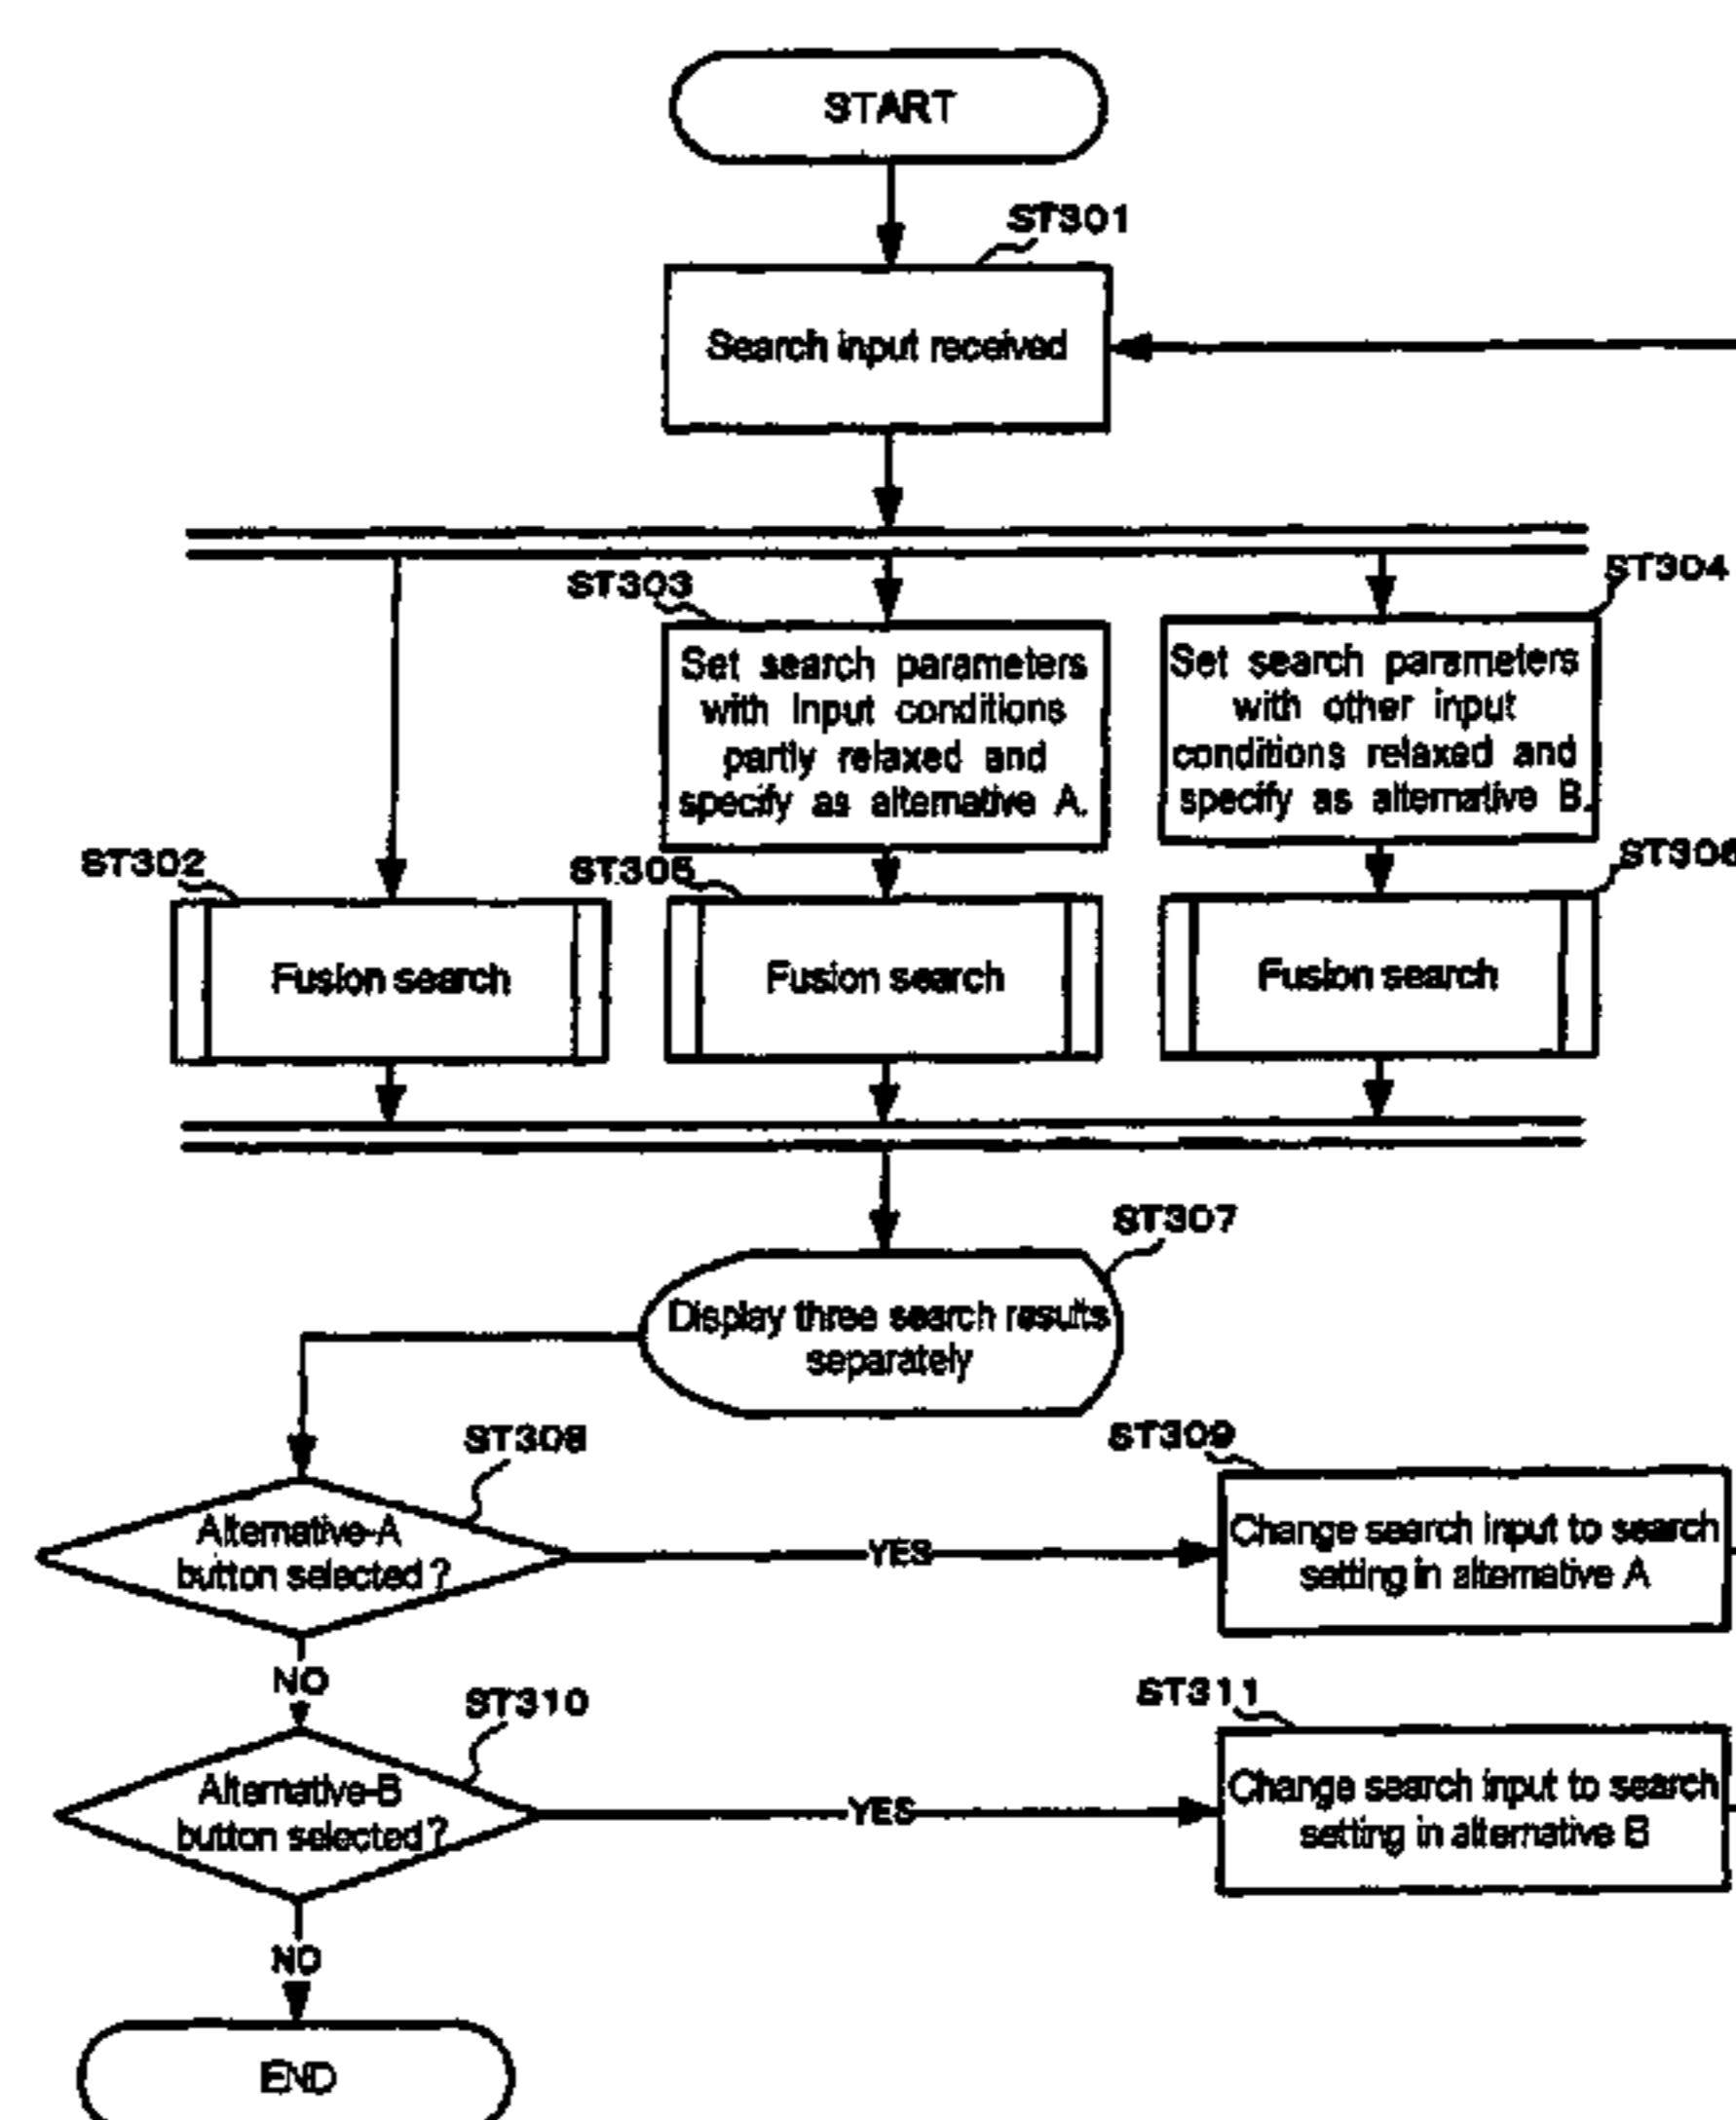 START
ST301
Search input received
ST303
ST304
Set search parameters
with input conditions
partly relaxed and
specify as alternative A.
Set search parameters
with other input
conditions relaxed and
specify as alternative B.
ST302
ST305
ST306
Fusion search
Fusion search
Fusion search
ST307
Display three search results
separately
ST308
ST309
Alternative-A
button selected?
YES
Change search input to search
setting in alternative A
NO
ST310
ST311
Alternative-B
button selected?
YES
Change search input to search
setting in alternative B
NO
END